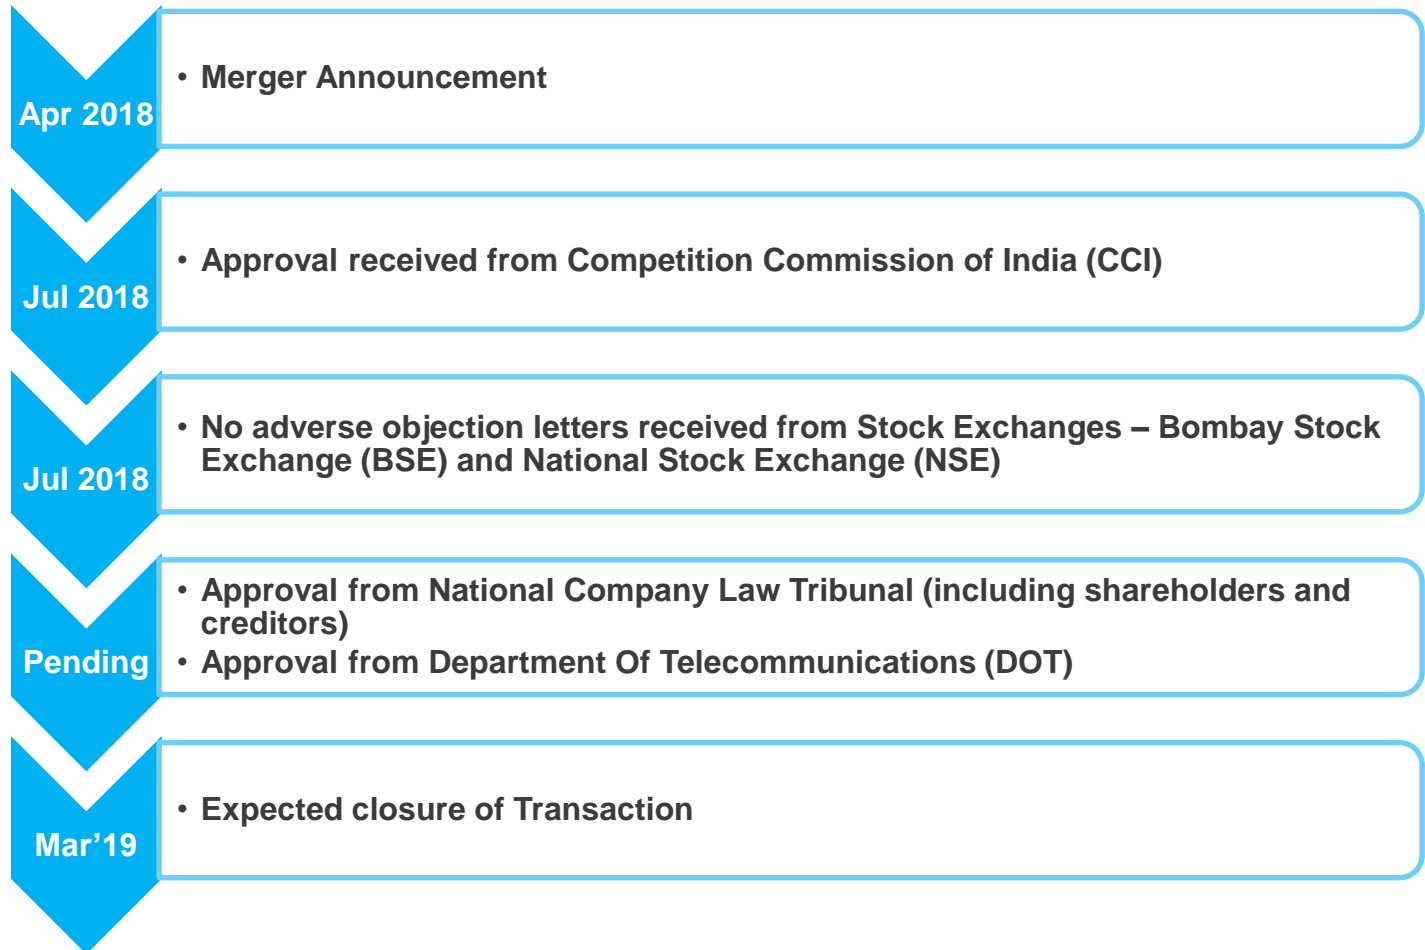 Apr 2018
• Merger Announcement
Jul 2018
• Approval received from Competition Commission of India (CCI)
Jul 2018
• No adverse objection letters received from Stock Exchanges – Bombay Stock
Exchange (BSE) and National Stock Exchange (NSE)
Pending
• Approval from National Company Law Tribunal (including shareholders and
creditors)
• Approval from Department Of Telecommunications (DOT)
Mar’19
• Expected closure of Transaction